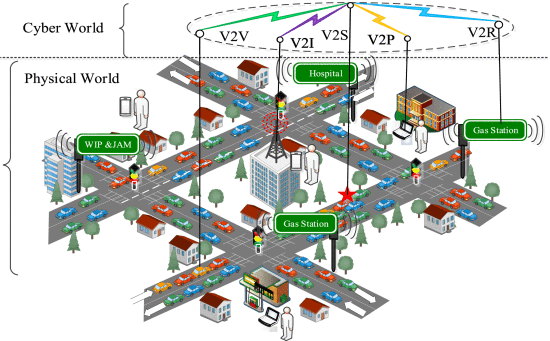 Cyber World
V2V
V2I
V2S
V2P
V2R
Physical World
Hospital
WIP &JAM
Gas Station
Gas Station